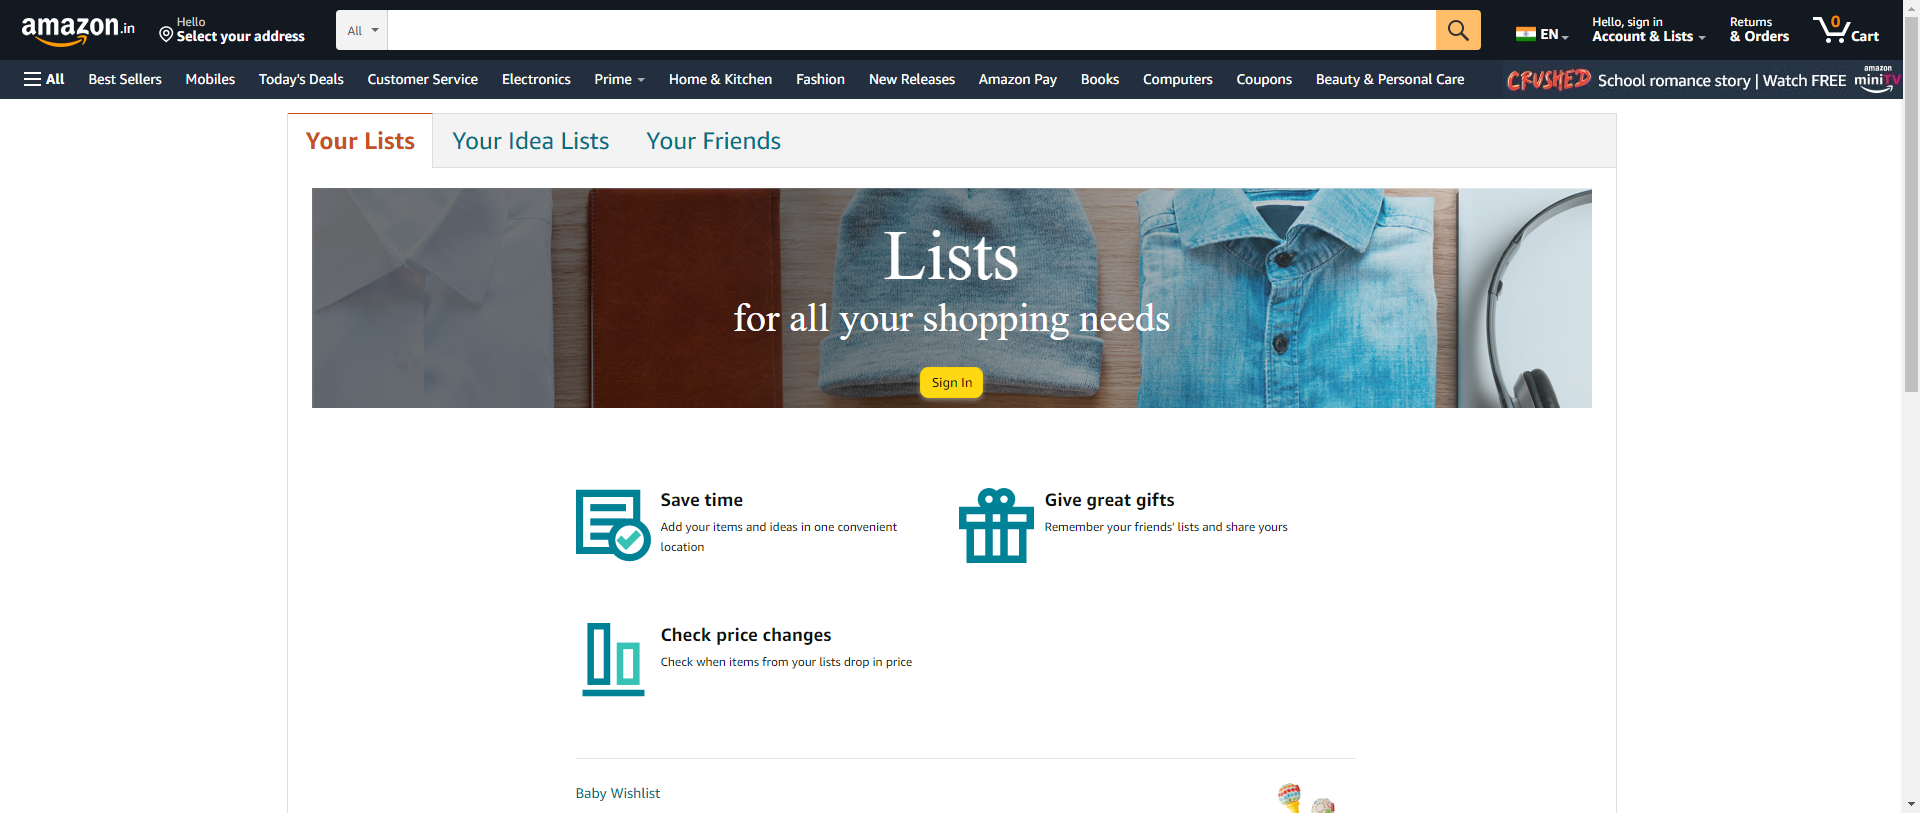 amazon.in
Hello
Select your address
All
EN
Hello, sign in
Account & Lists
Returns
& Orders
0
Cart
All
Best Sellers
Mobiles
Today's Deals
Customer Service
Electronics
Prime
Home & Kitchen
Fashion
New Releases
Amazon Pay
Books
Computers
Coupons
Beauty & Personal Care
CRUSHED School romance story | Watch FREE
amazon
miniTV
Your Lists
Your Idea Lists
Your Friends
Lists
for all your shopping needs
Sign In
Save time
Add your items and ideas in one convenient
location
Give great gifts
Remember your friends' lists and share yours
Check price changes
Check when items from your lists drop in price
Baby Wishlist